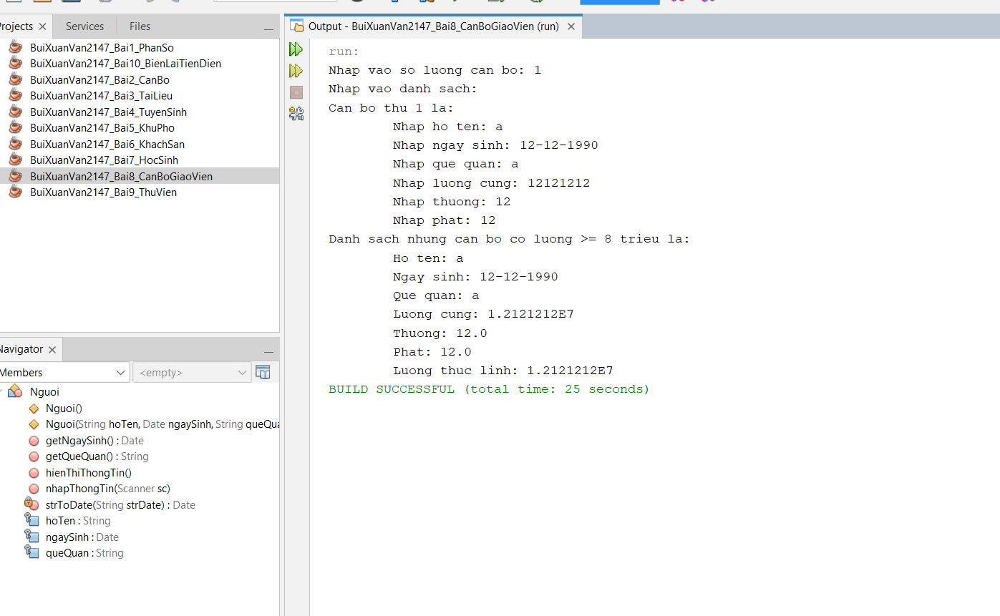 Projects
Services
Files
BuiXuanVan2147_Bai1_PhanSo
BuiXuanVan2147_Bai10_BienLaiTienDien
BuiXuanVan2147_Bai2_CanBo
BuiXuanVan2147_Bai3_TaiLieu
BuiXuanVan2147_Bai4_TuyenSinh
BuiXuanVan2147_Bai5_KhuPho
BuiXuanVan2147_Bai6_KhachSan
BuiXuanVan2147_Bai7_HocSinh
BuiXuanVan2147_Bai8_CanBoGiaoVien
BuiXuanVan2147_Bai9_ThuVien
Navigator
Members
<empty>
Nguoi
Nguoi()
Nguoi(String hoTen, Date ngaySinh, String queQua
getNgaySinh() : Date
getQueQuan() : String
hienThiThongTin()
nhapThongTin(Scanner sc)
strToDate(String strDate) : Date
hoTen : String
ngaySinh : Date
queQuan : String
Output - BuiXuanVan2147_Bai8_CanBoGiaoVien (run)
run:
Nhap vao so luong can bo: 1
Nhap vao danh sach:
Can bo thu 1 la:
Nhap ho ten: a
Nhap ngay sinh: 12-12-1990
Nhap que quan: a
Nhap luong cung: 12121212
Nhap thuong: 12
Nhap phat: 12
Danh sach nhung can bo co luong >= 8 trieu la:
Ho ten: a
Ngay sinh: 12-12-1990
Que quan: a
Luong cung: 1.2121212E7
Thuong: 12.0
Phat: 12.0
Luong thuc linh: 1.2121212E7
BUILD SUCCESSFUL (total time: 25 seconds)